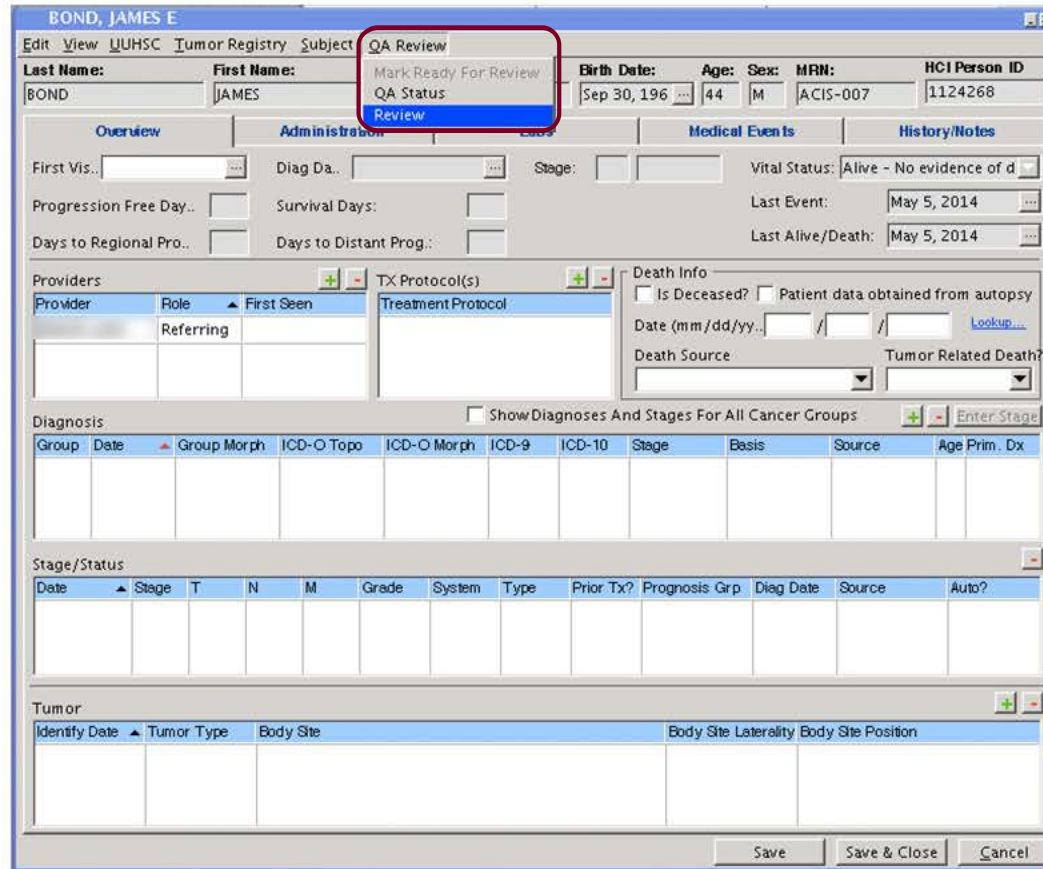 BOND, JAMES E
Edit View UUHSC Tumor Registry Subject QA Review
Mark Ready For Review
QA Status
Review
Last Name: First Name: Birth Date: Age: Sex: MRN: HCI Person ID
BOND JAMES Sep 30, 196 ... 44 M ACIS-007 1124268
Overview Administration Labs Medical Events History/Notes
First Vis.. ... Diag Da.. ... Stage: Vital Status: Alive - No evidence of d
Progression Free Day.. Survival Days: Last Event: May 5, 2014 ...
Days to Regional Pro.. Days to Distant Prog.: Last Alive/Death: May 5, 2014 ...
Providers + - TX Protocol(s) + - Death Info
Provider Role First Seen Treatment Protocol Is Deceased? Patient data obtained from autopsy
Referring Date (mm/dd/yy.. / / Lookup...
Death Source Tumor Related Death?
Diagnosis Show Diagnoses And Stages For All Cancer Groups + - Enter Stage
Group Date Group Morph ICD-O Topo ICD-O Morph ICD-9 ICD-10 Stage Basis Source Age Prim. Dx
Stage/Status -
Date Stage T N M Grade System Type Prior Tx? Prognosis Grp Diag Date Source Auto?
Tumor + -
Identify Date Tumor Type Body Site Body Site Laterality Body Site Position
Save Save & Close Cancel